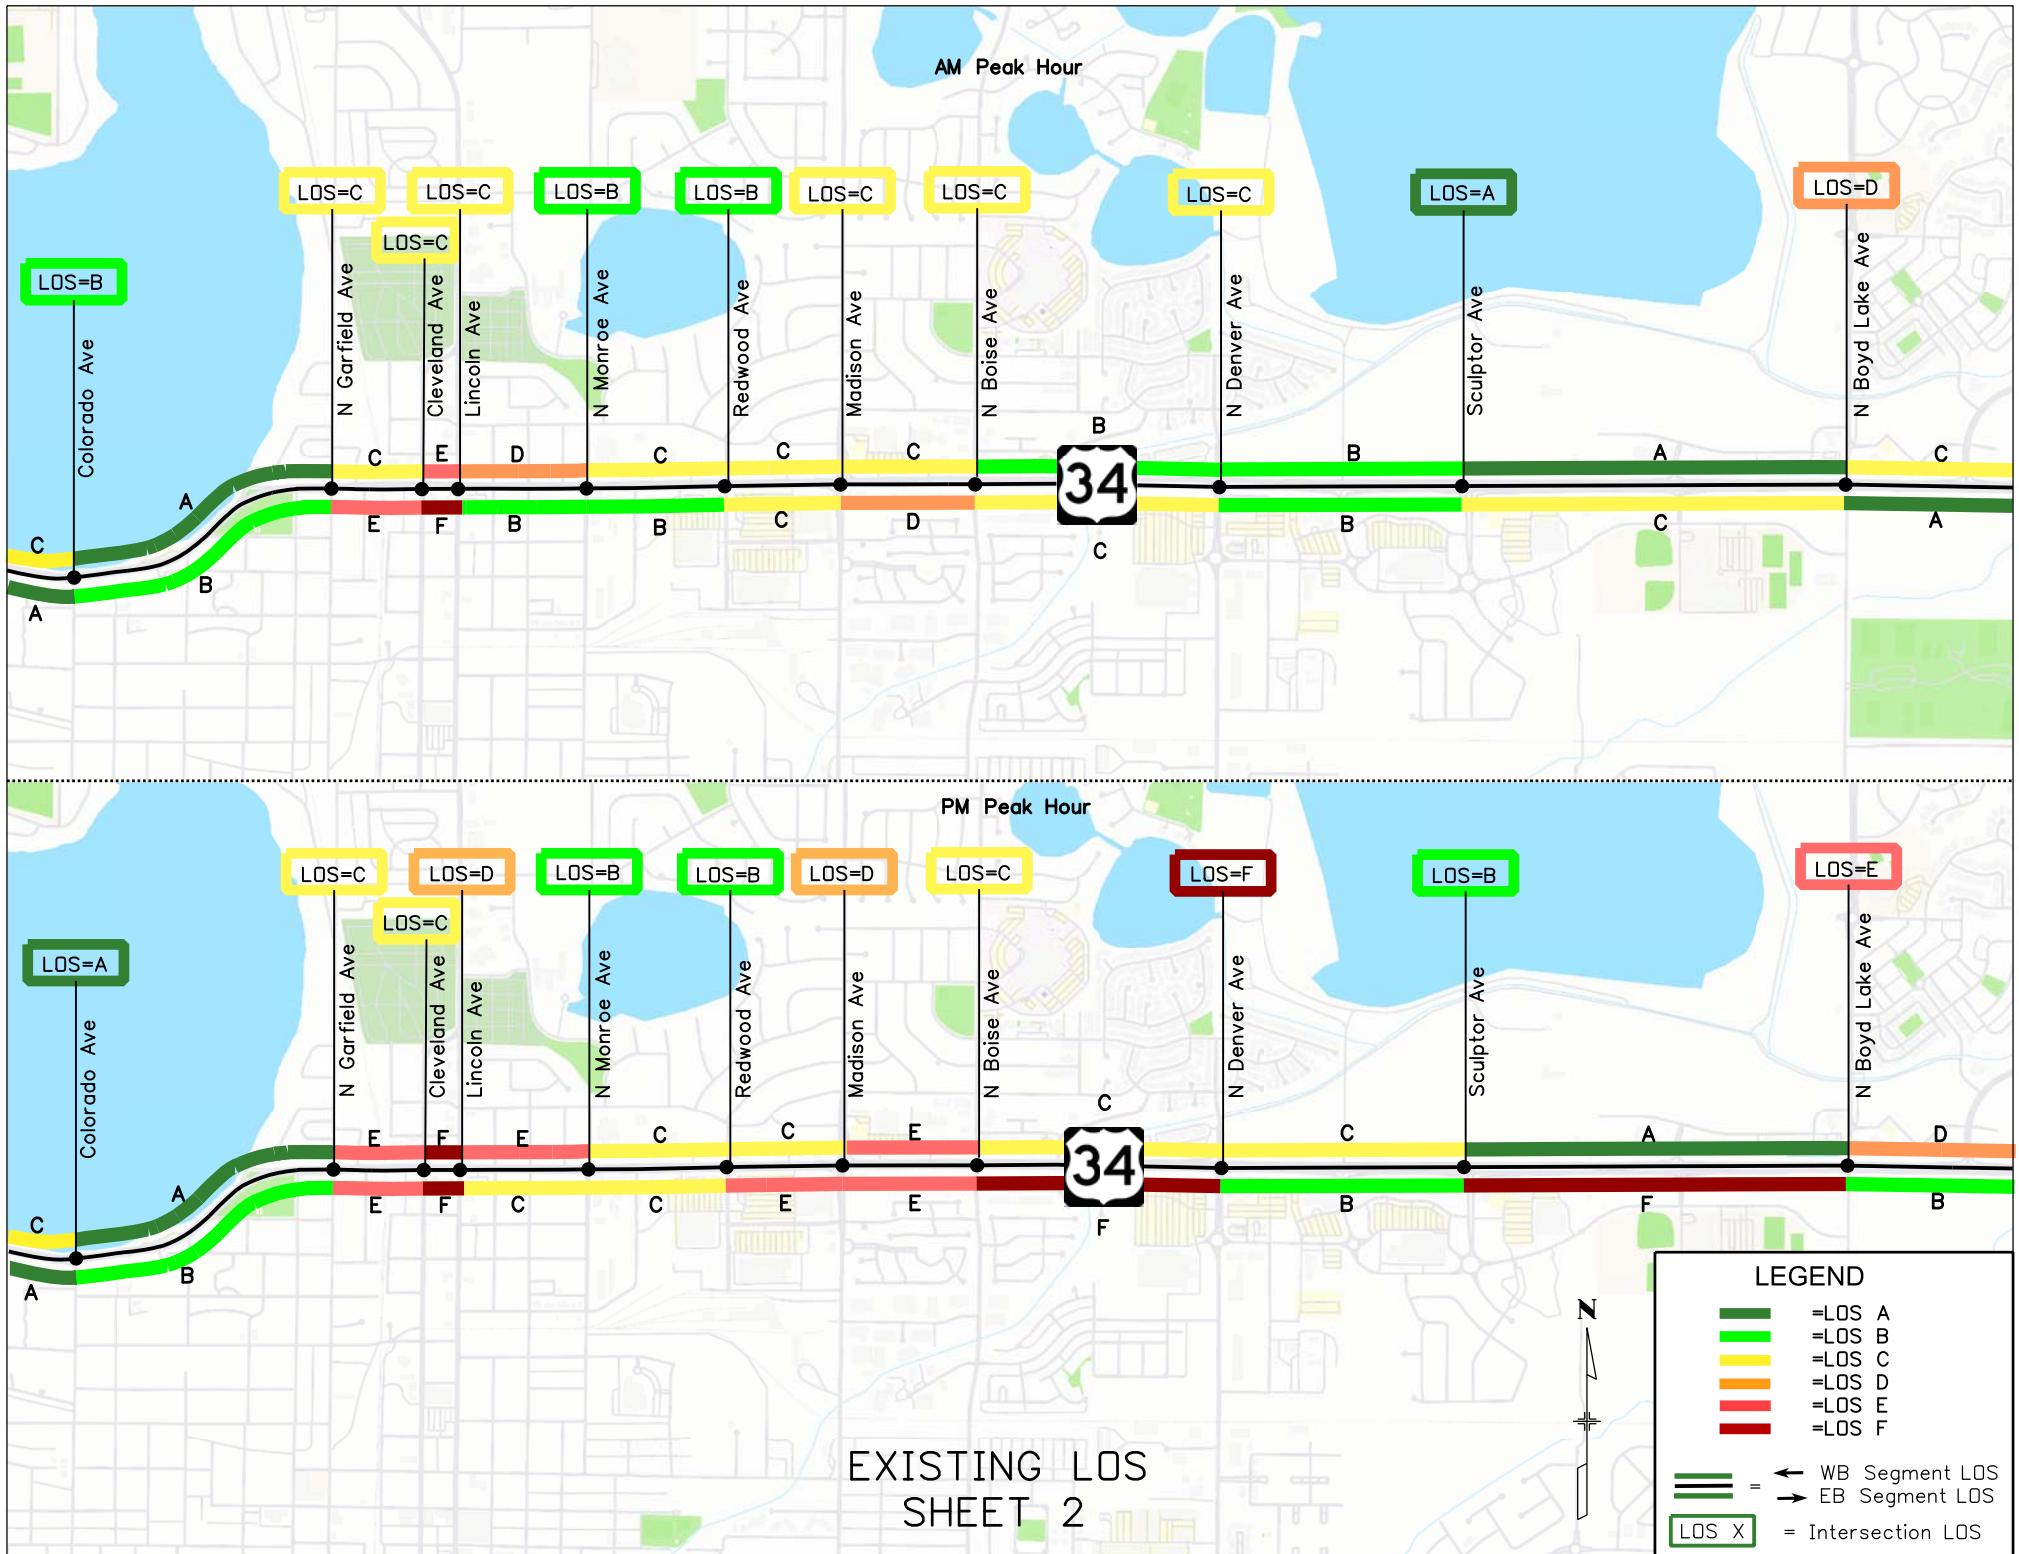 AM Peak Hour
LOS=C
LOS=C
LOS=B
LOS=B
LOS=C
LOS=C
LOS=C
LOS=A
LOS=D
LOS=C
LOS=B
Colorado Ave
N Garfield Ave
Cleveland Ave
Lincoln Ave
N Monroe Ave
Redwood Ave
Madison Ave
N Boise Ave
N Denver Ave
Sculptor Ave
N Boyd Lake Ave
C
A
C
E
D
C
C
C
B
B
A
C
34
A
B
E
F
B
B
C
D
C
B
C
A
PM Peak Hour
LOS=C
LOS=D
LOS=B
LOS=B
LOS=D
LOS=C
LOS=F
LOS=B
LOS=E
LOS=C
LOS=A
Colorado Ave
N Garfield Ave
Cleveland Ave
Lincoln Ave
N Monroe Ave
Redwood Ave
Madison Ave
N Boise Ave
N Denver Ave
Sculptor Ave
N Boyd Lake Ave
C
A
E
F
E
C
C
E
C
C
A
D
34
A
B
E
F
C
C
E
E
F
B
F
B
N
EXISTING LOS
SHEET 2
LEGEND
=LOS A
=LOS B
=LOS C
=LOS D
=LOS E
=LOS F
= WB Segment LOS
EB Segment LOS
LOS X = Intersection LOS